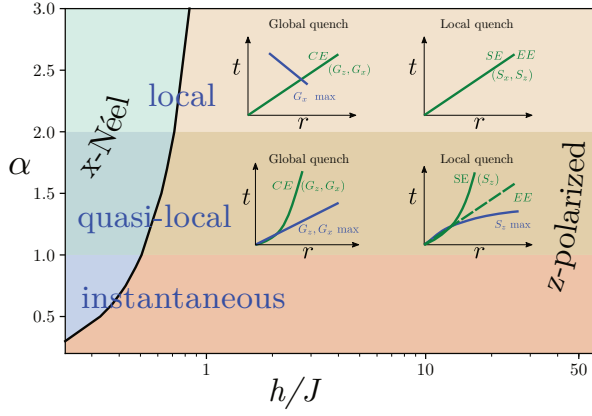 3.0
2.5
2.0
1.5
1.0
0.5
α
1
10
50
h/J
x-Néel
local
quasi-local
instantaneous
z-polarized
Global quench
t
r
CE
(G_z, G_x)
G_x max
Local quench
t
r
SE EE
(S_x, S_z)
Global quench
t
r
CE (G_z, G_x)
G_z, G_x max
Local quench
t
r
SE (S_z)
EE
S_z max